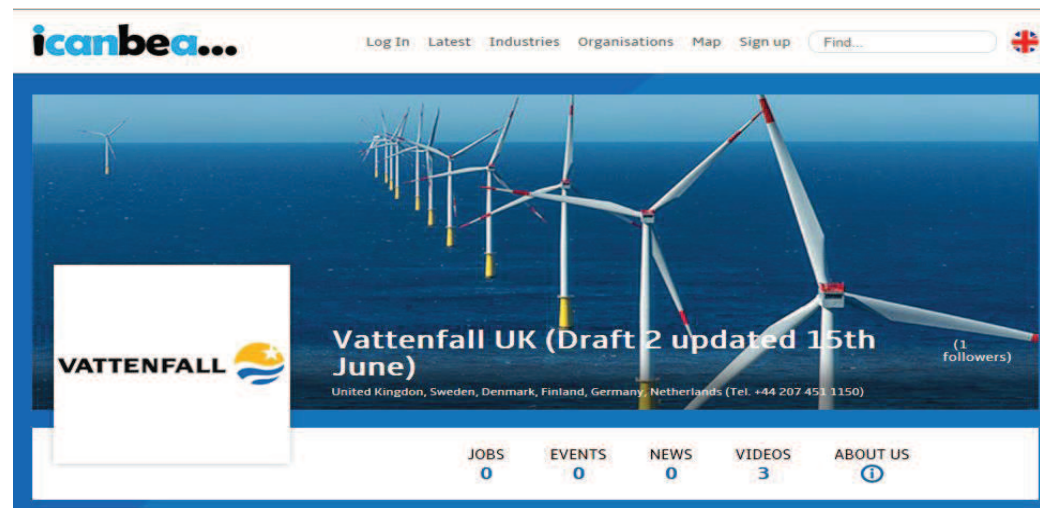 icanbea...
Log In Latest Industries Organisations Map Sign up Find...
VATTENFALL
Vattenfall UK (Draft 2 updated 15th
June)
(1
followers)
United Kingdon, Sweden, Denmark, Finland, Germany, Netherlands (Tel. +44 207 451 1150)
JOBS EVENTS NEWS VIDEOS ABOUT US
0 0 0 3